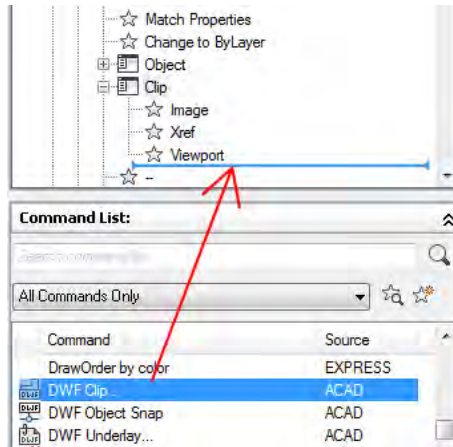 Match Properties
Change to ByLayer
Object
Clip
Image
Xref
Viewport
--
Command List:
All Commands Only
Command Source
DrawOrder by color EXPRESS
DWF Clip... ACAD
DWF Object Snap ACAD
DWF Underlay... ACAD